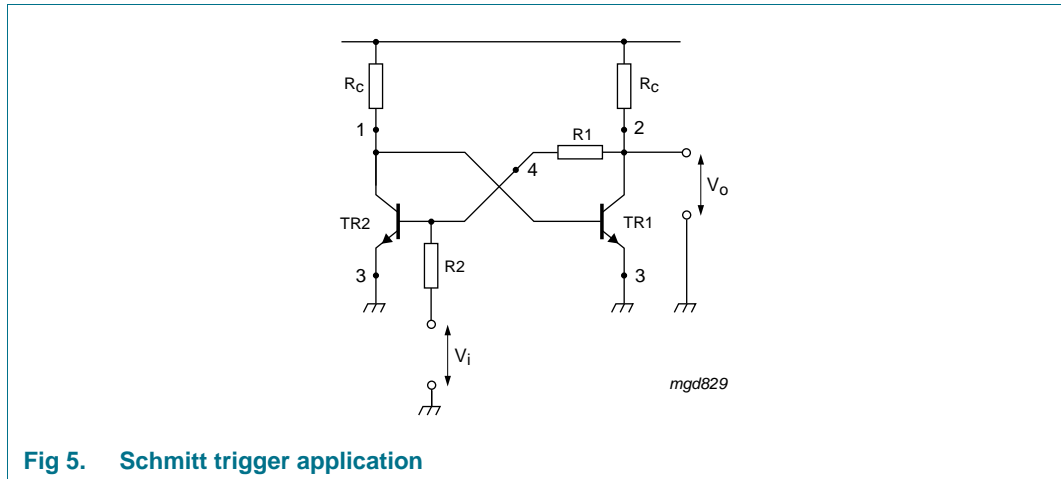 Rc
Rc
1
2
R1
4
Vo
TR2
TR1
R2
3
3
Vi
mgd829
Fig 5. Schmitt trigger application